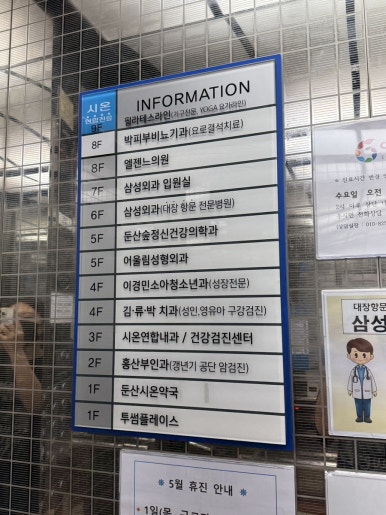 시온
INFORMATION
9F 필라테스라인(기구전문, YOGA 요가라인)
8F 박피부비뇨기과(요로결석치료)
8F 엘젠느의원
7F 삼성외과 입원실
6F 삼성외과(대장 항문 전문병원)
5F 둔산숲정신건강의학과
5F 어울림성형외과
4F 이경민소아청소년과(성장전문)
4F 김·류·박 치과(성인,영유아 구강검진)
3F 시온연합내과 / 건강검진센터
2F 홍산부인과(갱년기 공단 암검진)
1F 둔산시온약국
1F 투썸플레이스
수요일 오전
대장항문
삼성
5월 휴진 안내
1일(목